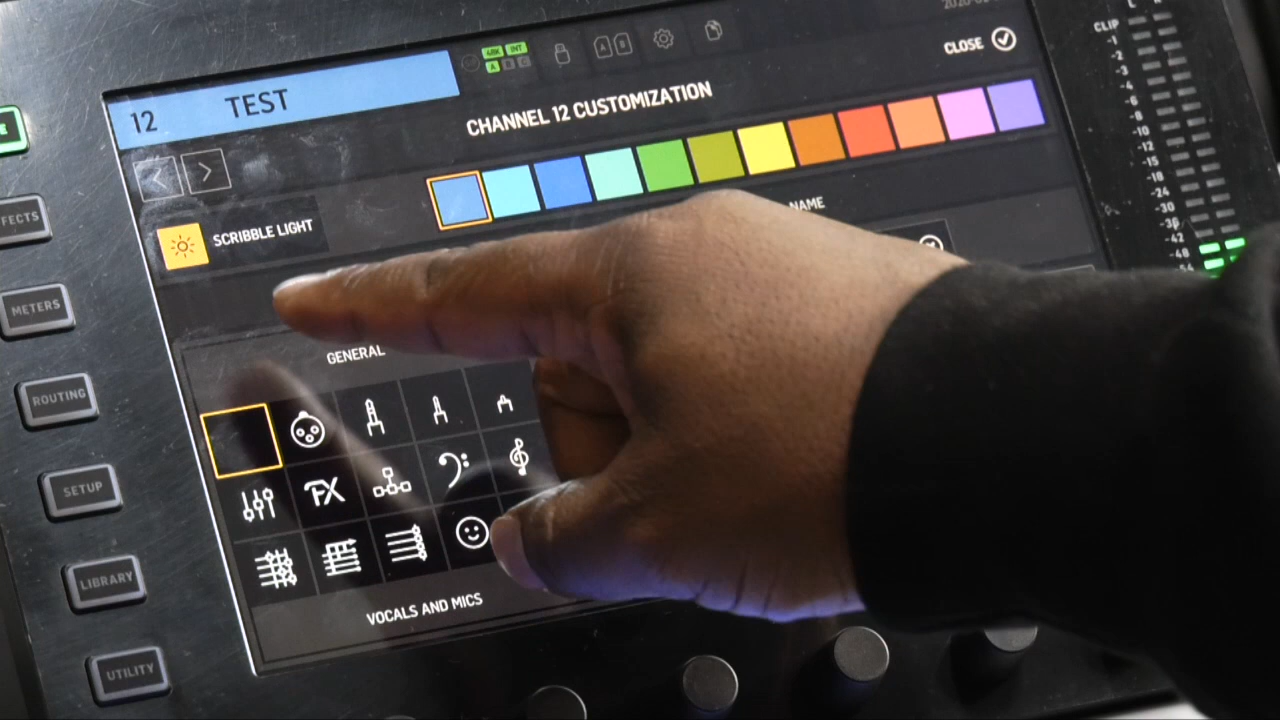 12 TEST
48K INT
A B C
A B
CLOSE
CHANNEL 12 CUSTOMIZATION
< >
SCRIBBLE LIGHT
NAME
GENERAL
FX
VOCALS AND MICS
METERS
ROUTING
SETUP
LIBRARY
UTILITY
CLIP
-1
-2
-3
-4
-6
-8
-10
-12
-15
-18
-24
-30
-36
-42
-48
-54